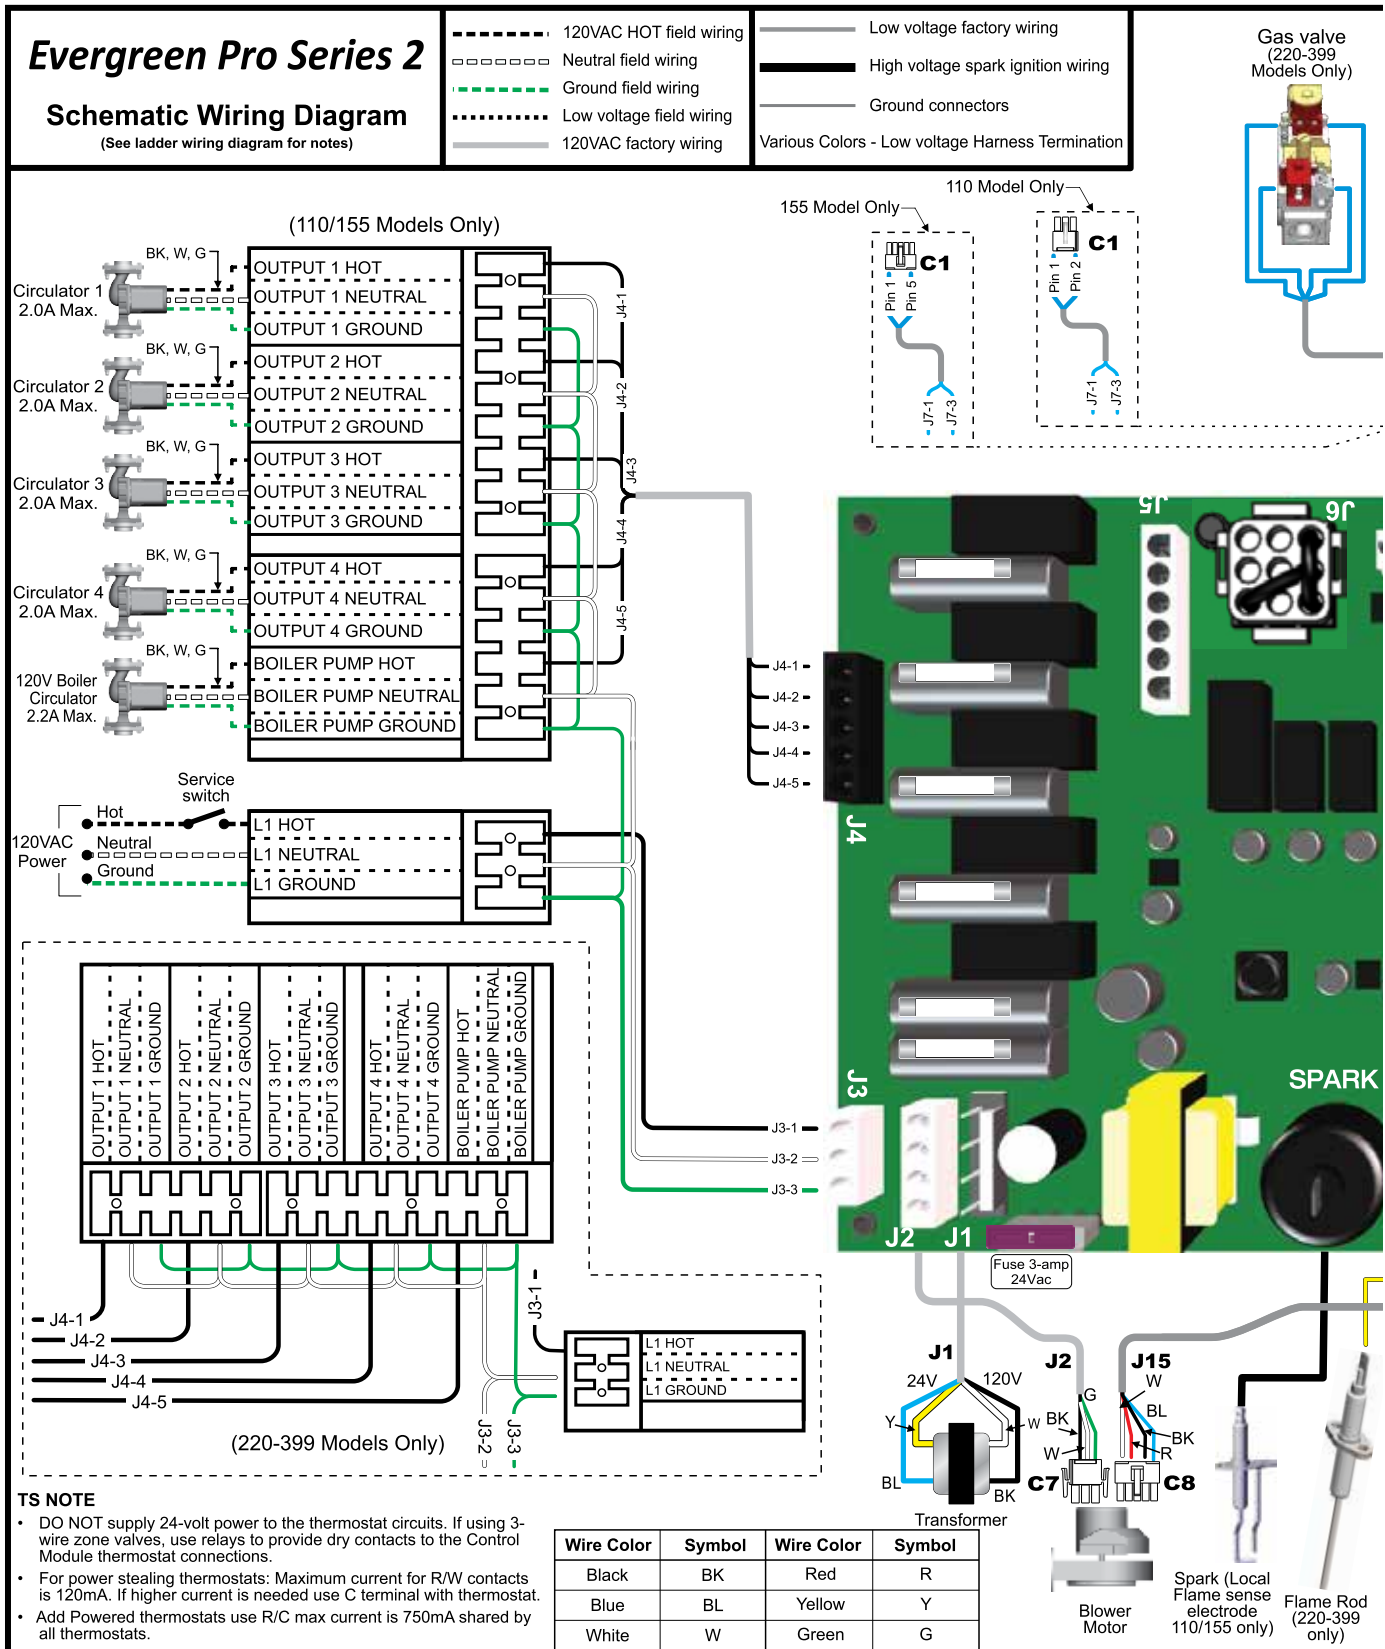 Evergreen Pro Series 2
Schematic Wiring Diagram
(See ladder wiring diagram for notes)
120VAC HOT field wiring
Neutral field wiring
Ground field wiring
Low voltage field wiring
120VAC factory wiring
Low voltage factory wiring
High voltage spark ignition wiring
Ground connectors
Various Colors - Low voltage Harness Termination
Gas valve
(220-399
Models Only)
155 Model Only
C1
Pin 1
Pin 5
J7-1
J7-3
110 Model Only
C1
Pin 1
Pin 2
J7-1
J7-3
(110/155 Models Only)
Circulator 1
2.0A Max.
BK, W, G
OUTPUT 1 HOT
OUTPUT 1 NEUTRAL
OUTPUT 1 GROUND
Circulator 2
2.0A Max.
BK, W, G
OUTPUT 2 HOT
OUTPUT 2 NEUTRAL
OUTPUT 2 GROUND
Circulator 3
2.0A Max.
BK, W, G
OUTPUT 3 HOT
OUTPUT 3 NEUTRAL
OUTPUT 3 GROUND
Circulator 4
2.0A Max.
BK, W, G
OUTPUT 4 HOT
OUTPUT 4 NEUTRAL
OUTPUT 4 GROUND
120V Boiler
Circulator
2.2A Max.
BK, W, G
BOILER PUMP HOT
BOILER PUMP NEUTRAL
BOILER PUMP GROUND
J4-1
J4-2
J4-3
J4-4
J4-5
J4-1
J4-2
J4-3
J4-4
J4-5
J5
J6
J4
J3
SPARK
J2
J1
Fuse 3-amp
24Vac
120VAC
Power
Hot
Neutral
Ground
Service
switch
L1 HOT
L1 NEUTRAL
L1 GROUND
J3-1
J3-2
J3-3
OUTPUT 1 HOT
OUTPUT 1 NEUTRAL
OUTPUT 1 GROUND
OUTPUT 2 HOT
OUTPUT 2 NEUTRAL
OUTPUT 2 GROUND
OUTPUT 3 HOT
OUTPUT 3 NEUTRAL
OUTPUT 3 GROUND
OUTPUT 4 HOT
OUTPUT 4 NEUTRAL
OUTPUT 4 GROUND
BOILER PUMP HOT
BOILER PUMP NEUTRAL
BOILER PUMP GROUND
J4-1
J4-2
J4-3
J4-4
J4-5
J3-1
J3-2
J3-3
L1 HOT
L1 NEUTRAL
L1 GROUND
(220-399 Models Only)
J1
24V
120V
Y
W
BL
BK
Transformer
J2
G
BK
W
C7
J15
W
BL
BK
R
C8
Blower
Motor
Spark (Local
Flame sense
electrode
110/155 only)
Flame Rod
(220-399
only)
TS NOTE
• DO NOT supply 24-volt power to the thermostat circuits. If using 3-
wire zone valves, use relays to provide dry contacts to the Control
Module thermostat connections.
• For power stealing thermostats: Maximum current for R/W contacts
is 120mA. If higher current is needed use C terminal with thermostat.
• Add Powered thermostats use R/C max current is 750mA shared by
all thermostats.
Wire Color Symbol Wire Color Symbol
Black BK Red R
Blue BL Yellow Y
White W Green G